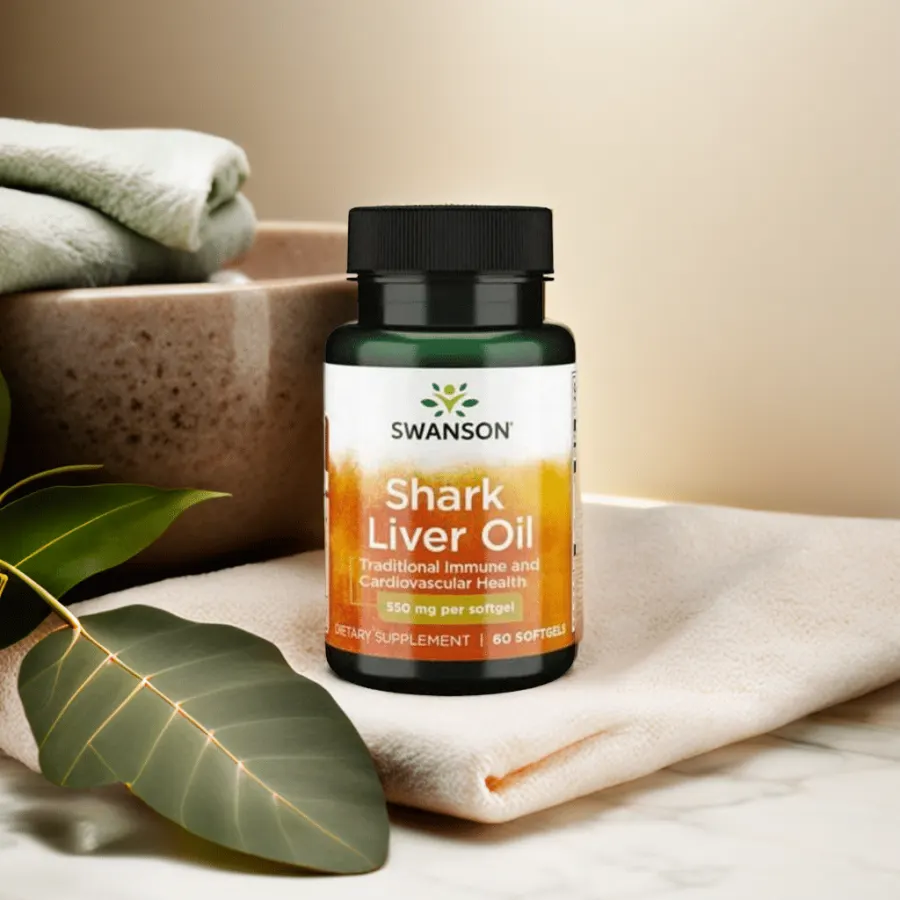 SWANSON®
Shark
Liver Oil
Traditional Immune and
Cardiovascular Health
550 mg per softgel
DIETARY SUPPLEMENT | 60 SOFTGELS